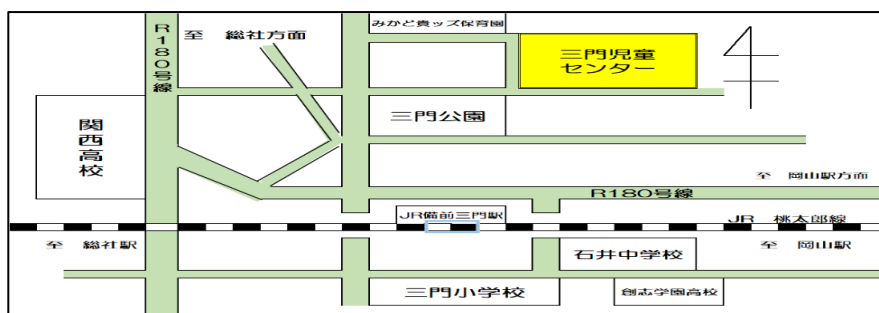 みかど貴ッズ保育園
R180号線
至 総社方面
三門児童
センター
関西高校
三門公園
至 岡山駅方面
R180号線
JR備前三門駅
JR 桃太郎線
至 総社駅
石井中学校
至 岡山駅
三門小学校
創志学園高校